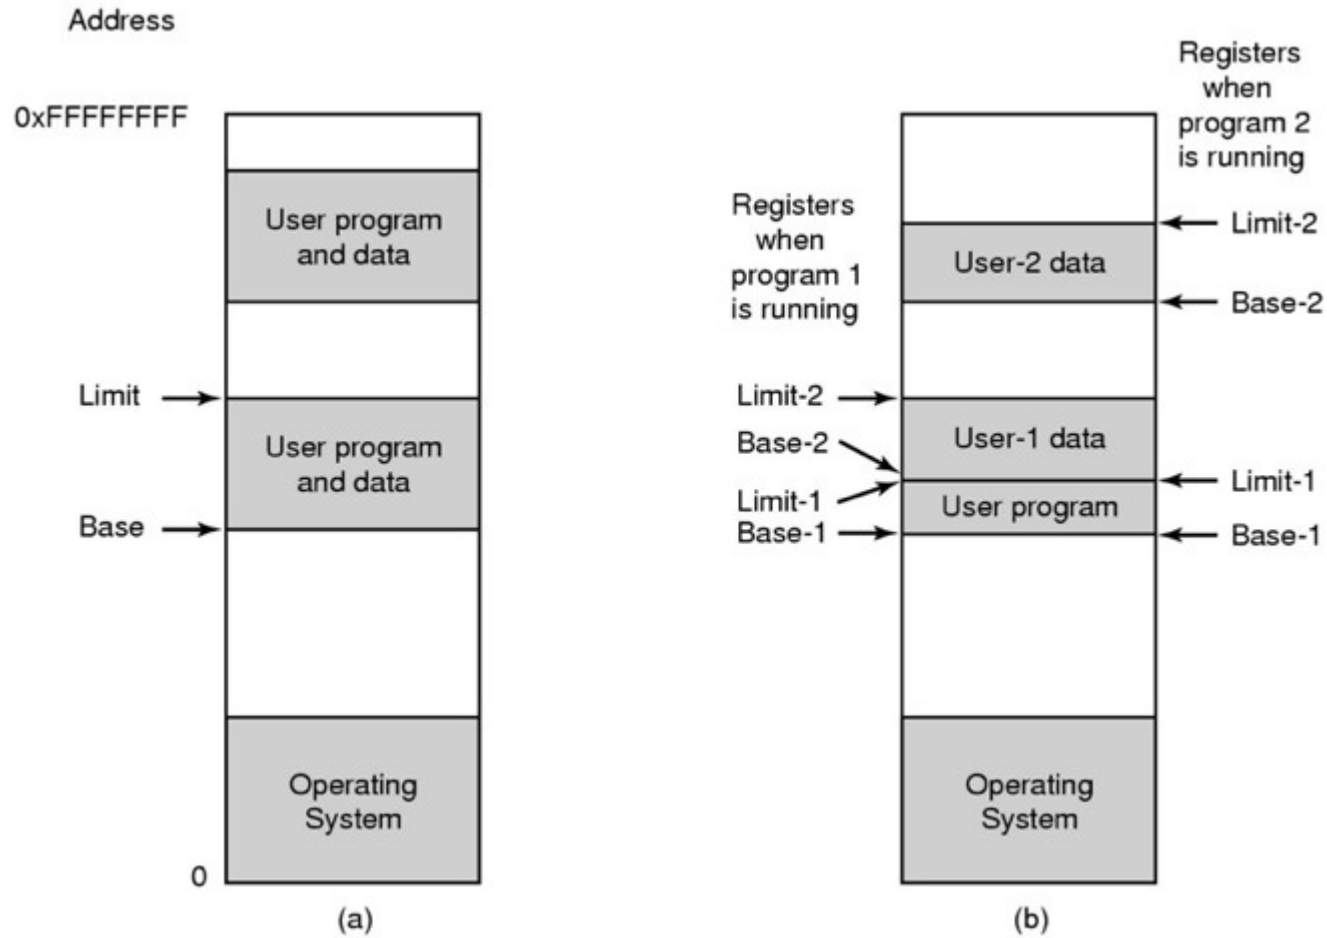 Address
0xFFFFFFFF
User program
and data
Limit
User program
and data
Base
Operating
System
0
(a)
Registers
when
program 1
is running
Limit-2
Base-2
Limit-1
Base-1
User-2 data
User-1 data
User program
Operating
System
(b)
Registers
when
program 2
is running
Limit-2
Base-2
Limit-1
Base-1